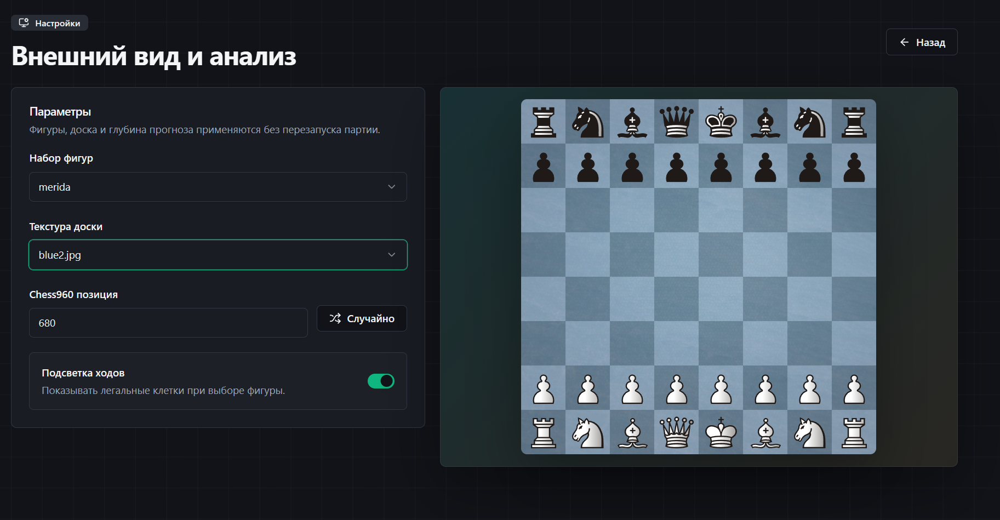 Настройки
Внешний вид и анализ
Назад
Параметры
Фигуры, доска и глубина прогноза применяются без перезапуска партии.
Набор фигур
merida
Текстура доски
blue2.jpg
Chess960 позиция
680
Случайно
Подсветка ходов
Показывать легальные клетки при выборе фигуры.